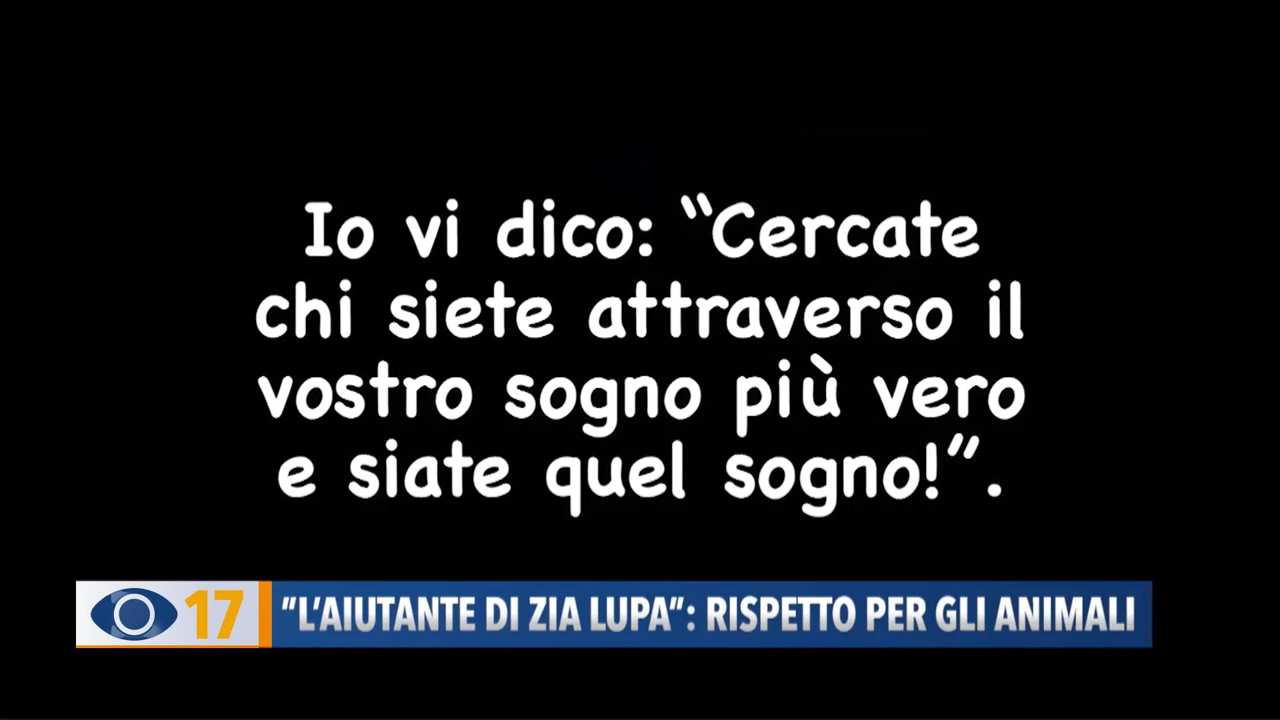 Io vi dico: “Cercate
chi siete attraverso il
vostro sogno più vero
e siate quel sogno!”.
17
"L'AIUTANTE DI ZIA LUPA": RISPETTO PER GLI ANIMALI